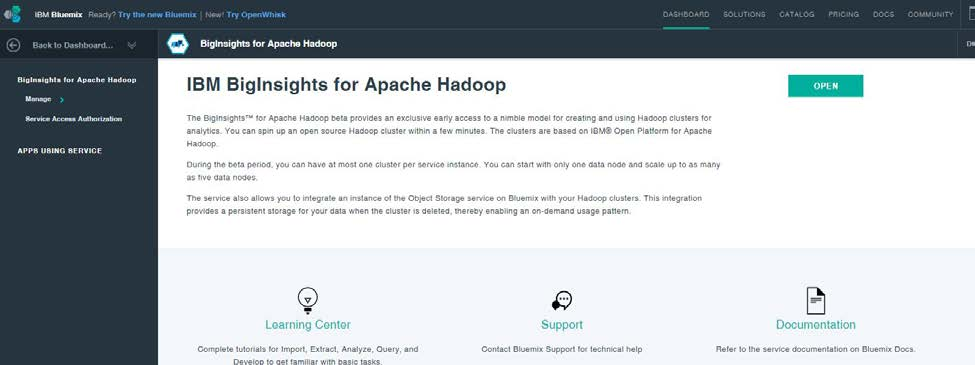 IBM Bluemix Ready? Try the new Bluemix | New! Try OpenWhisk
DASHBOARD SOLUTIONS CATALOG PRICING DOCS COMMUNITY
Back to Dashboard...
BigInsights for Apache Hadoop
BigInsights for Apache Hadoop
Manage
Service Access Authorization
APPS USING SERVICE
IBM BigInsights for Apache Hadoop
OPEN
The BigInsights™ for Apache Hadoop beta provides an exclusive early access to a nimble model for creating and using Hadoop clusters for
analytics. You can spin up an open source Hadoop cluster within a few minutes. The clusters are based on IBM® Open Platform for Apache
Hadoop.
During the beta period, you can have at most one cluster per service instance. You can start with only one data node and scale up to as many
as five data nodes.
The service also allows you to integrate an instance of the Object Storage service on Bluemix with your Hadoop clusters. This integration
provides a persistent storage for your data when the cluster is deleted, thereby enabling an on-demand usage pattern.
Learning Center
Complete tutorials for Import, Extract, Analyze, Query, and
Develop to get familiar with basic tasks.
Support
Contact Bluemix Support for technical help
Documentation
Refer to the service documentation on Bluemix Docs.